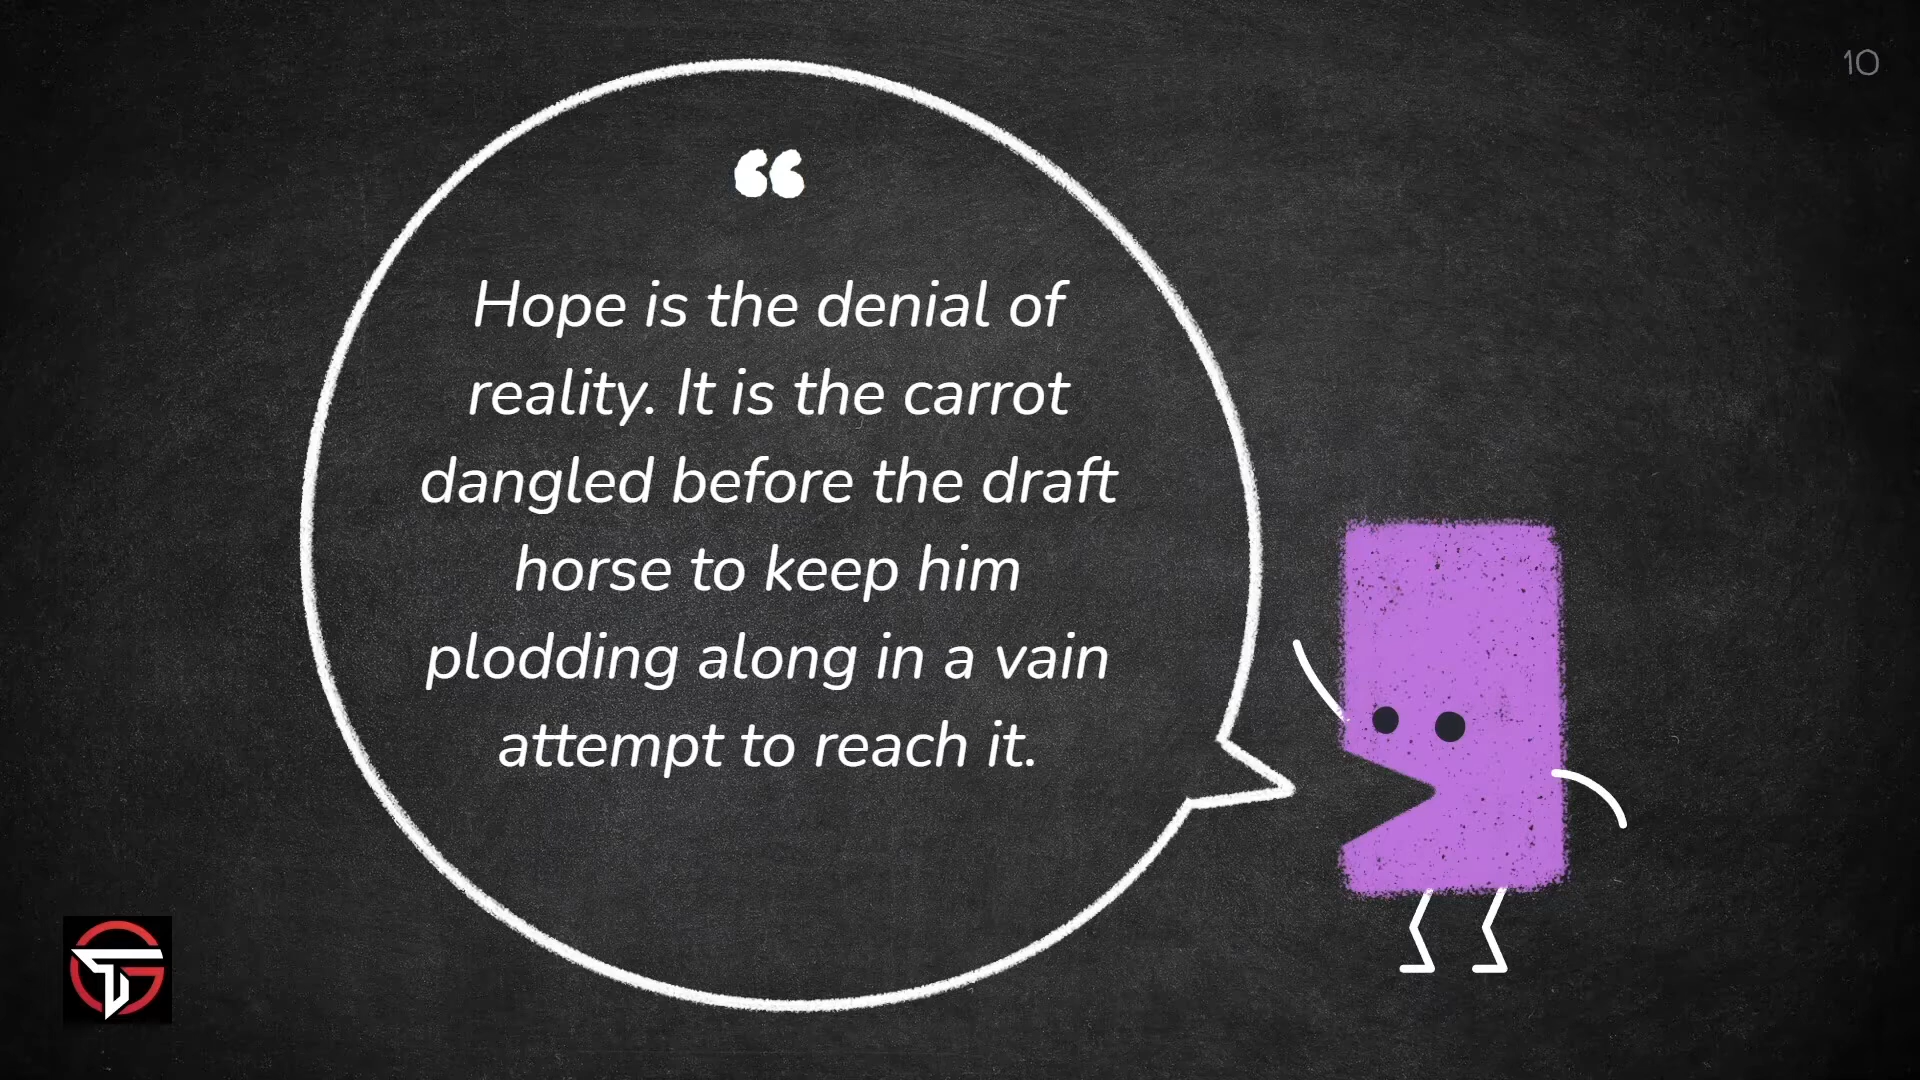 10
“
Hope is the denial of
reality. It is the carrot
dangled before the draft
horse to keep him
plodding along in a vain
attempt to reach it.